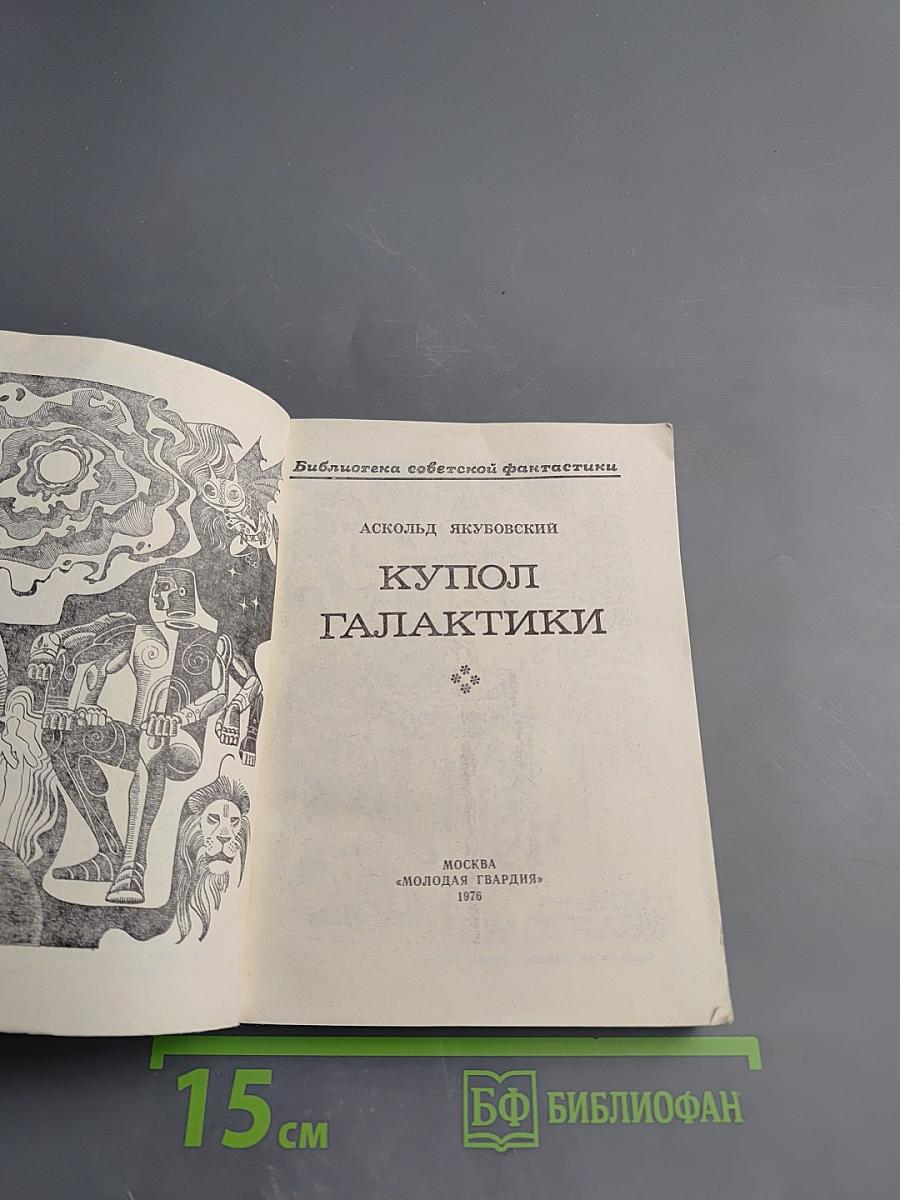 Библиотека советской фантастики
АСКОЛЬД ЯКУБОВСКИЙ
КУПОЛ
ГАЛАКТИКИ
МОСКВА
«МОЛОДАЯ ГВАРДИЯ»
1976
15 см
БФ БИБЛИОФАН